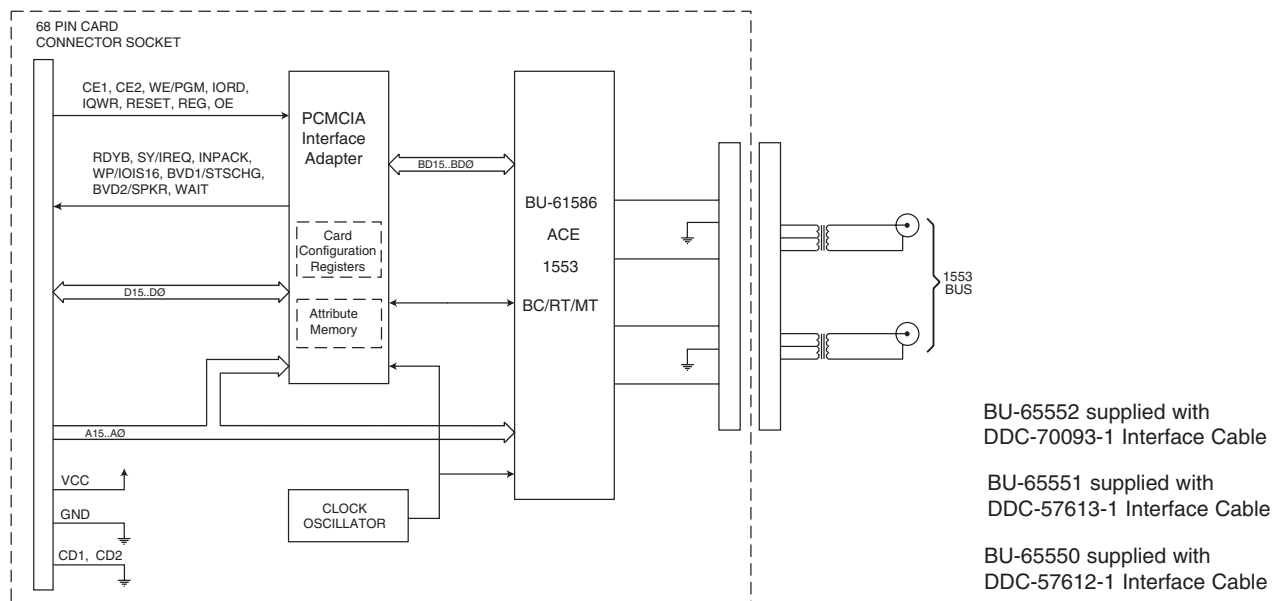 68 PIN CARD
CONNECTOR SOCKET
CE1, CE2, WE/PGM, IORD,
IQWR, RESET, REG, OE
RDYB, SY/IREQ, INPACK,
WP/IOIS16, BVD1/STSCHG,
BVD2/SPKR, WAIT
D15..DØ
A15..AØ
VCC
GND
CD1, CD2
PCMCIA
Interface
Adapter
Card
Configuration
Registers
Attribute
Memory
CLOCK
OSCILLATOR
BD15..BDØ
BU-61586
ACE
1553
BC/RT/MT
1553
BUS
BU-65552 supplied with
DDC-70093-1 Interface Cable
BU-65551 supplied with
DDC-57613-1 Interface Cable
BU-65550 supplied with
DDC-57612-1 Interface Cable